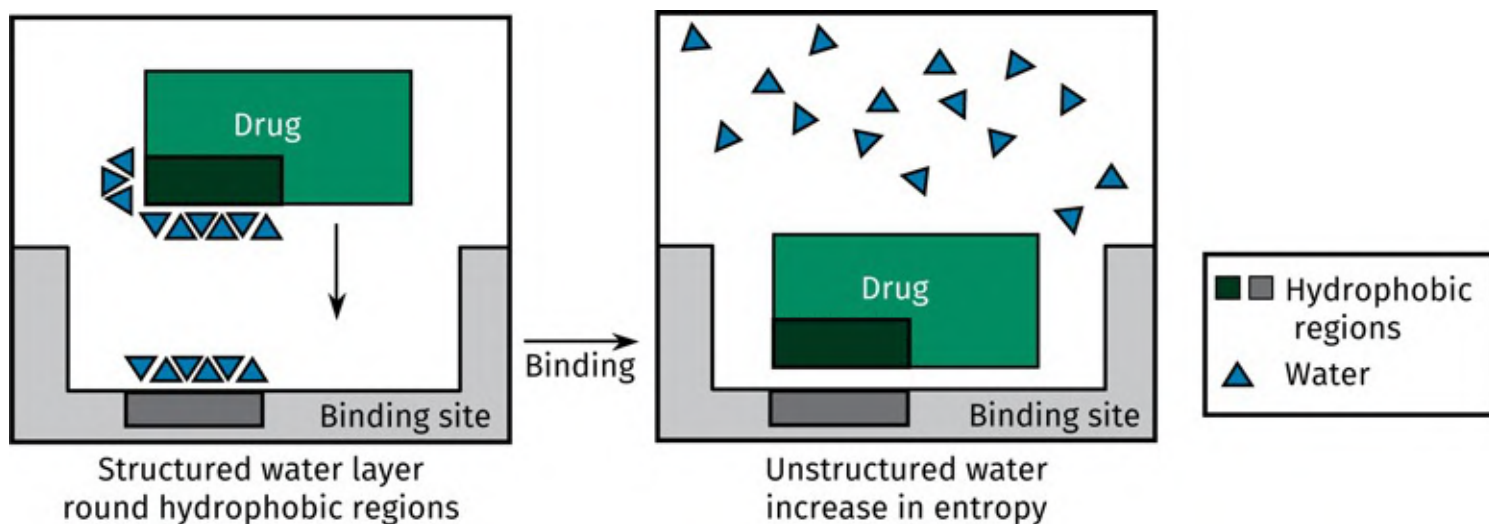 Drug
Binding site
Structured water layer
round hydrophobic regions
Binding
Drug
Binding site
Unstructured water
increase in entropy
Hydrophobic
regions
Water